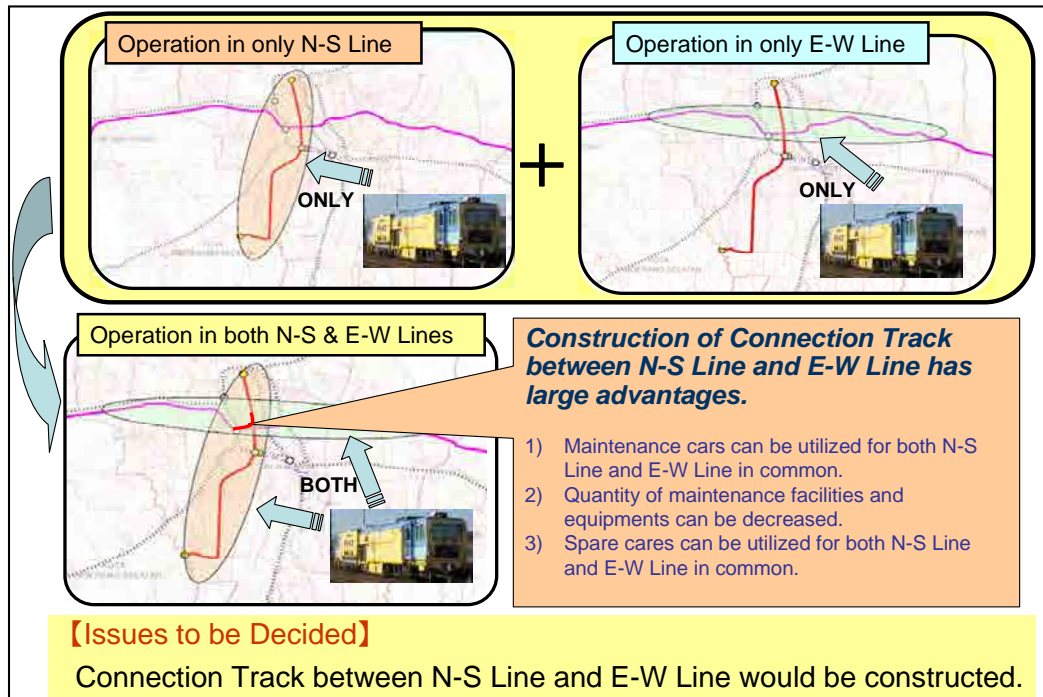 Operation in only N-S Line
Operation in only E-W Line
ONLY
+
ONLY
Operation in both N-S & E-W Lines
BOTH
Construction of Connection Track
between N-S Line and E-W Line has
large advantages.
1) Maintenance cars can be utilized for both N-S
Line and E-W Line in common.
2) Quantity of maintenance facilities and
equipments can be decreased.
3) Spare cares can be utilized for both N-S Line
and E-W Line in common.
【Issues to be Decided】
Connection Track between N-S Line and E-W Line would be constructed.